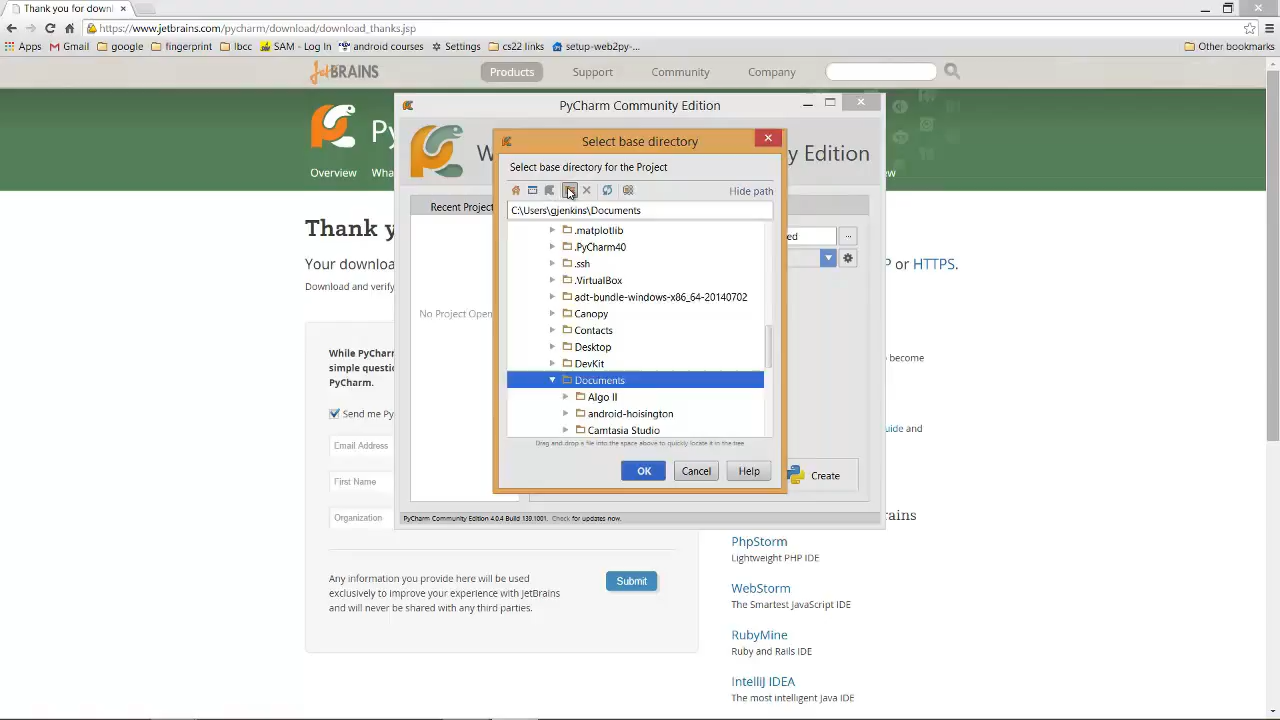 Thank you for downl
https://www.jetbrains.com/pycharm/download/download_thanks.jsp
Apps Gmail google fingerprint lbcc SAM - Log In android courses Settings cs22 links setup-web2py-... Other bookmarks
JETBRAINS Products Support Community Company
PyCharm Community Edition
Select base directory
Select base directory for the Project
Hide path
C:\Users\gjenkins\Documents
.matplotlib
.PyCharm40
.ssh
.VirtualBox
adt-bundle-windows-x86_64-20140702
Canopy
Contacts
Desktop
DevKit
Documents
Algo II
android-hoisington
Camtasia Studio
Drag and drop a file into the space above to quickly locate it in the tree
OK Cancel Help
W
y Edition
Recent Project
ed
...
No Project Open
Create
PyCharm Community Edition 4.0.4 Build 139.1001. Check for updates now.
Py
Overview Wha
ew
Thank y
Your downloa
P or HTTPS.
Download and verify
While PyChar
simple questio
PyCharm.
Send me Py
Email Address
First Name
Organization
Any information you provide here will be used
exclusively to improve your experience with JetBrains
and will never be shared with any third parties.
Submit
become
uide and
rains
PhpStorm
Lightweight PHP IDE
WebStorm
The Smartest JavaScript IDE
RubyMine
Ruby and Rails IDE
IntelliJ IDEA
The most intelligent Java IDE